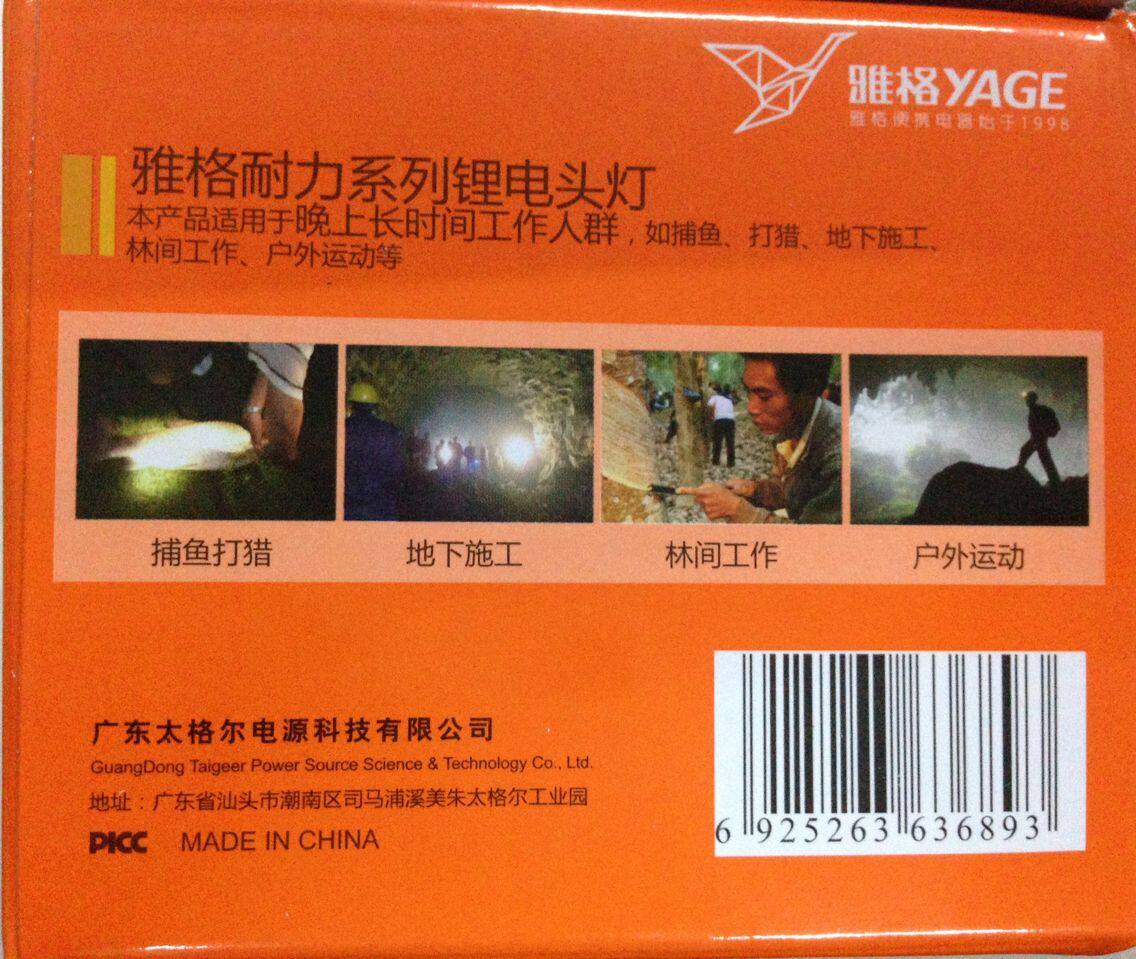 雅格YAGE
雅格便携电器始于1998
雅格耐力系列锂电头灯
本产品适用于晚上长时间工作人群，如捕鱼、打猎、地下施工、
林间工作、户外运动等
捕鱼打猎 地下施工 林间工作 户外运动
广东太格尔电源科技有限公司
GuangDong Taigeer Power Source Science & Technology Co., Ltd.
地址：广东省汕头市潮南区司马浦溪美朱太格尔工业园
PICC MADE IN CHINA
6 925263 636893